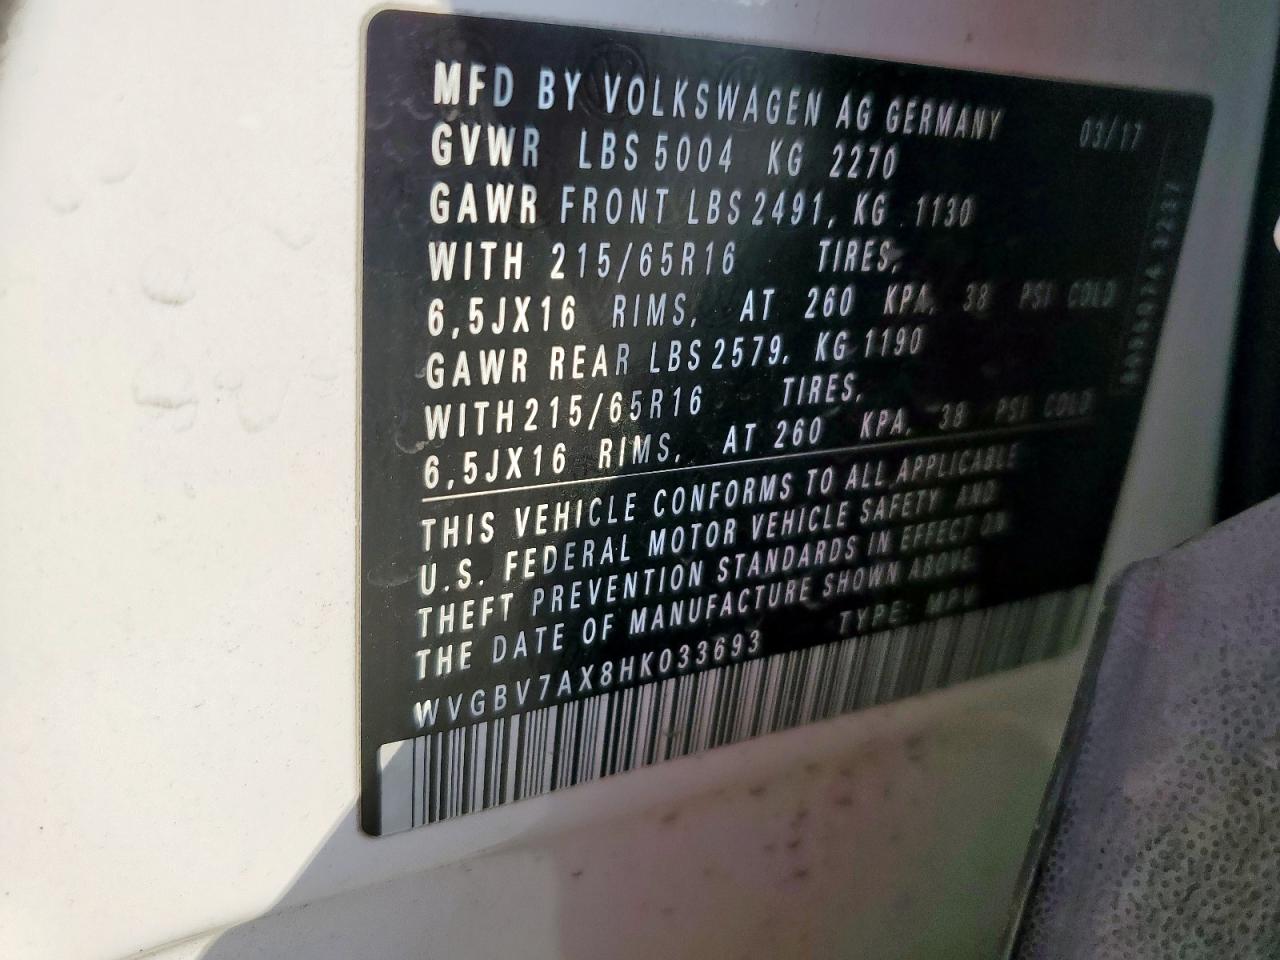 MFD BY VOLKSWAGEN AG GERMANY 03/17
GVWR LBS 5004 KG 2270
GAWR FRONT LBS 2491, KG 1130
WITH 215/65R16 TIRES,
6,5JX16 RIMS, AT 260 KPA, 38 PSI COLD
GAWR REAR LBS 2579, KG 1190
WITH 215/65R16 TIRES,
6,5JX16 RIMS, AT 260 KPA, 38 PSI COLD
THIS VEHICLE CONFORMS TO ALL APPLICABLE
U.S. FEDERAL MOTOR VEHICLE SAFETY AND
THEFT PREVENTION STANDARDS IN EFFECT ON
THE DATE OF MANUFACTURE SHOWN ABOVE
WVGBV7AX8HK033693 TYPE: MPV